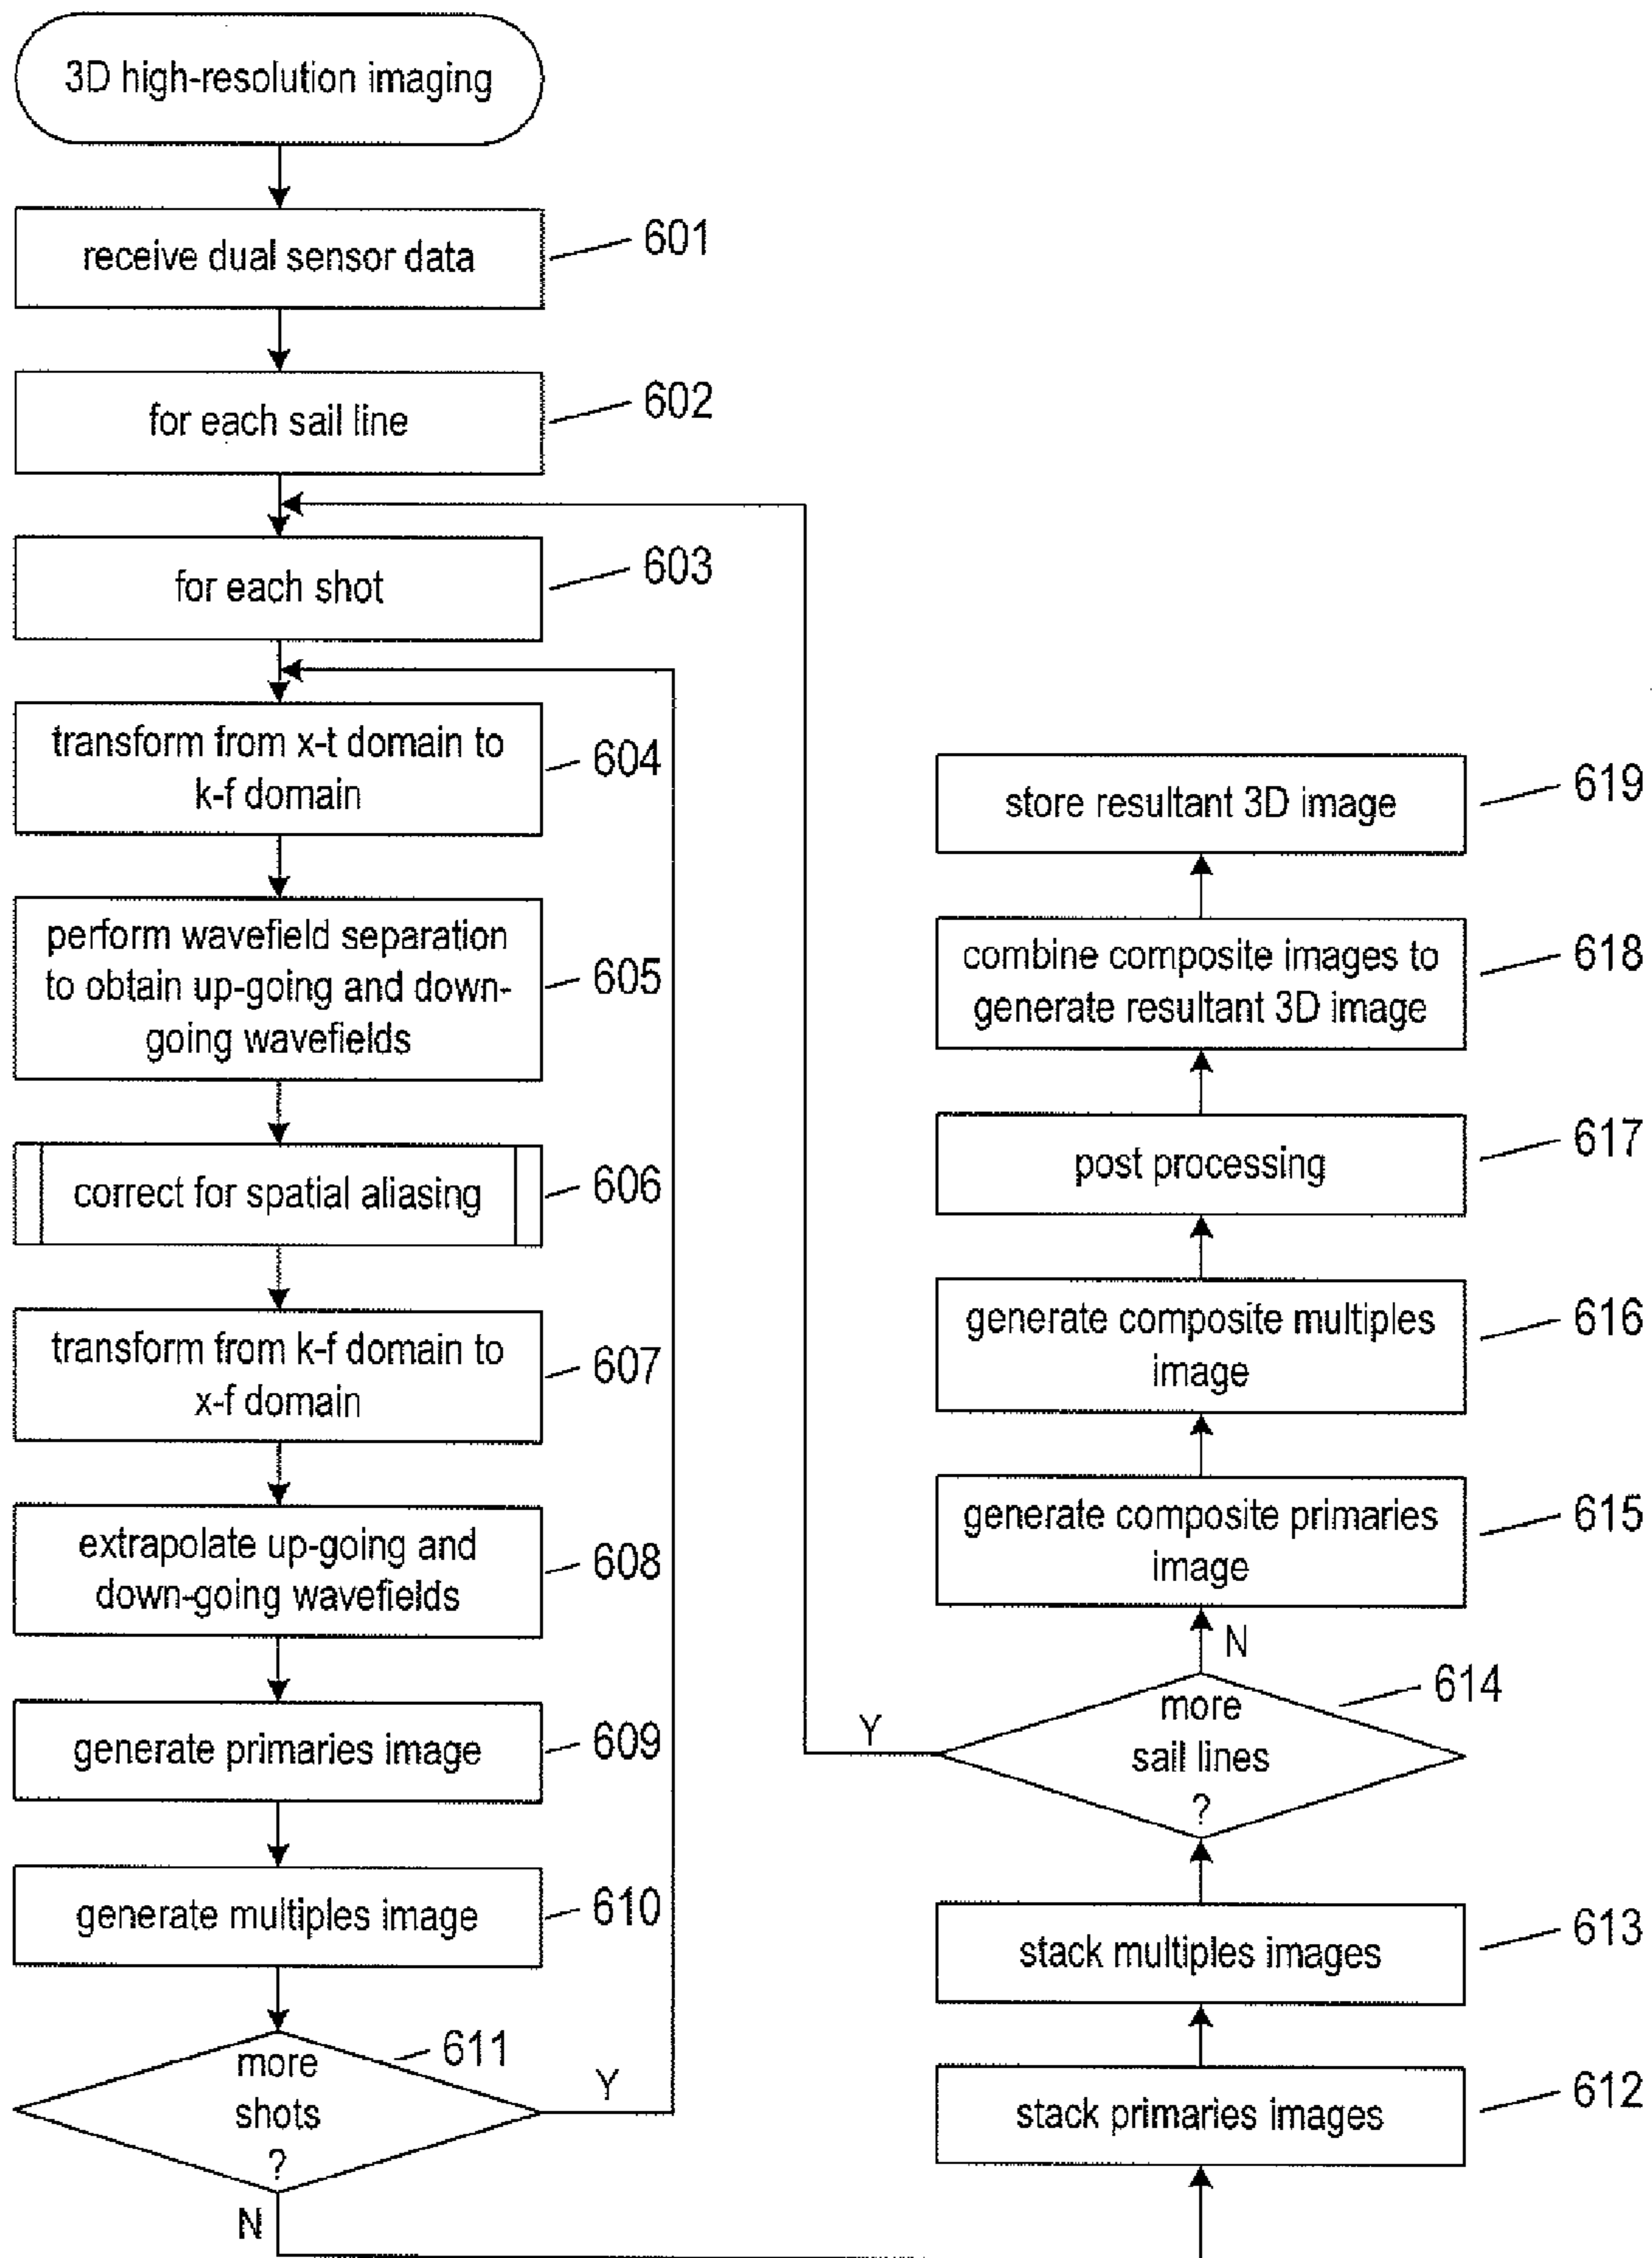 3D high-resolution imaging
receive dual sensor data
601
for each sail line
602
for each shot
603
transform from x-t domain to
k-f domain
604
perform wavefield separation
to obtain up-going and down-
going wavefields
605
correct for spatial aliasing
606
transform from k-f domain to
x-f domain
607
extrapolate up-going and
down-going wavefields
608
generate primaries image
609
generate multiples image
610
more
shots
?
611
Y
N
stack primaries images
612
stack multiples images
613
more
sail lines
?
614
Y
N
generate composite primaries
image
615
generate composite multiples
image
616
post processing
617
combine composite images to
generate resultant 3D image
618
store resultant 3D image
619